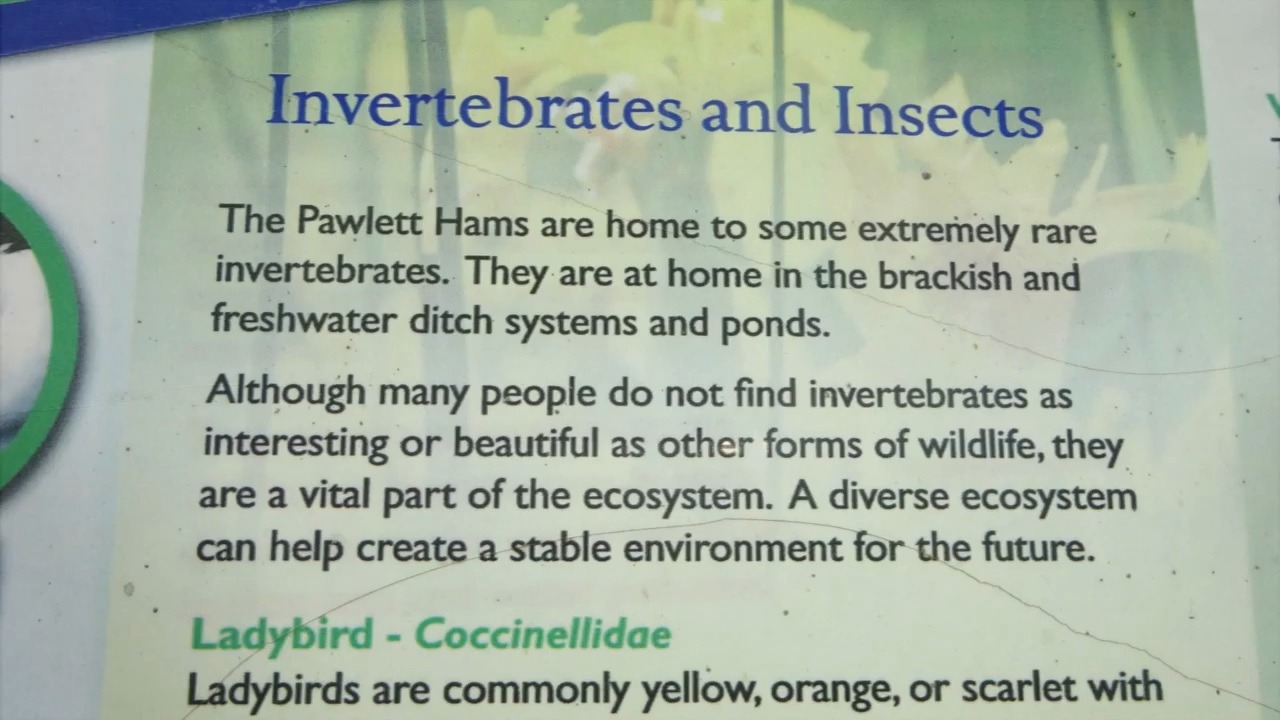 Invertebrates and Insects
The Pawlett Hams are home to some extremely rare
invertebrates. They are at home in the brackish and
freshwater ditch systems and ponds.
Although many people do not find invertebrates as
interesting or beautiful as other forms of wildlife, they
are a vital part of the ecosystem. A diverse ecosystem
can help create a stable environment for the future.
Ladybird - Coccinellidae
Ladybirds are commonly yellow, orange, or scarlet with